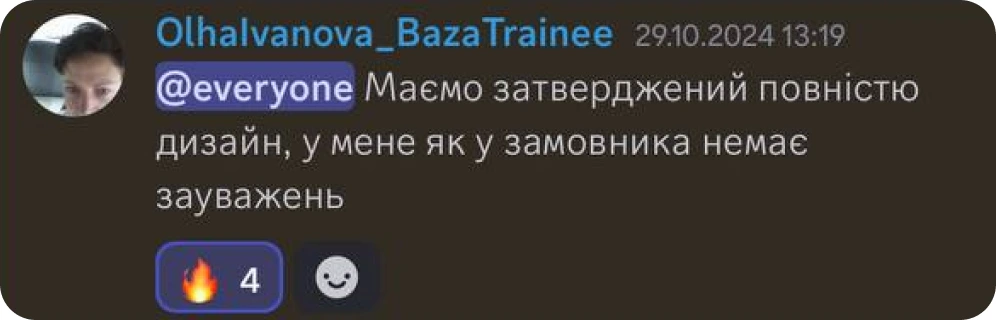 OlhaIvanova_BazaTrainee 29.10.2024 13:19
@everyone Маємо затверджений повністю
дизайн, у мене як у замовника немає
зауважень
🔥 4